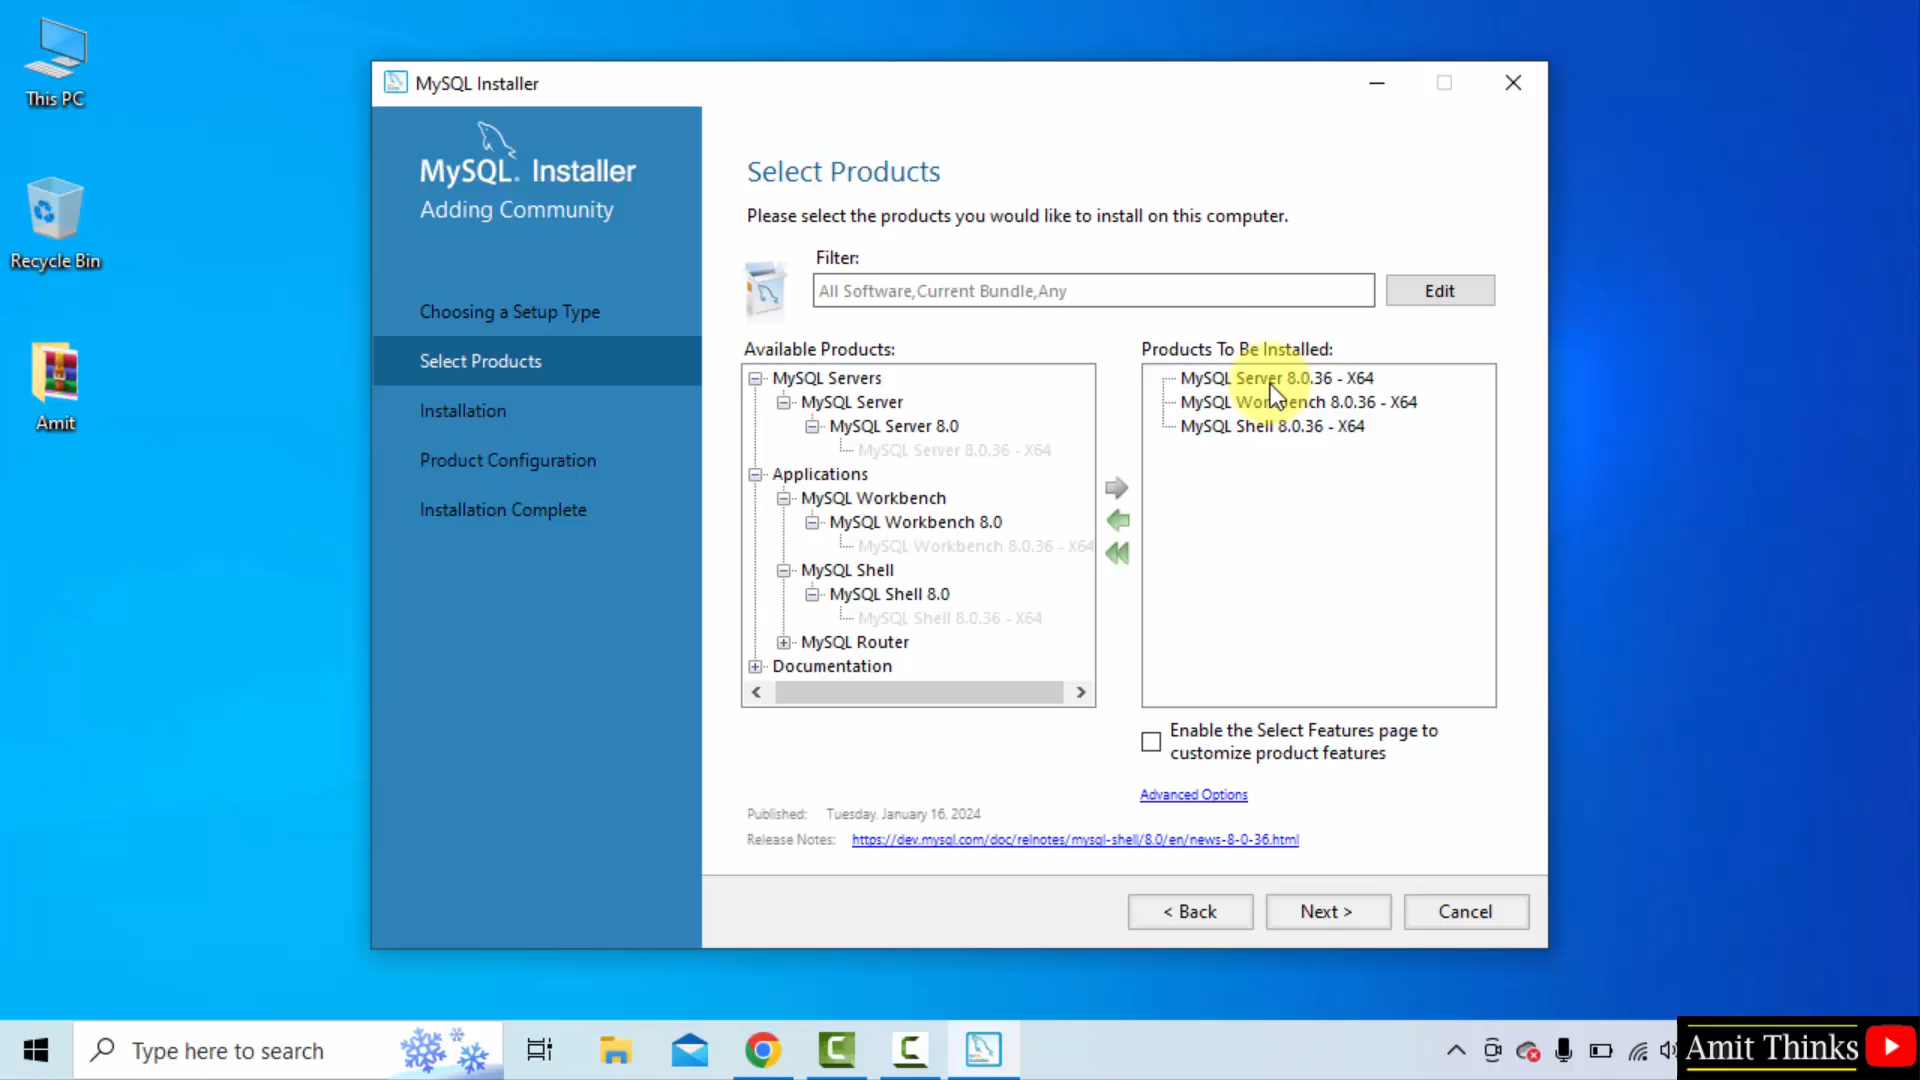 This PC
Recycle Bin
Amit
MySQL Installer
MySQL. Installer
Adding Community
Choosing a Setup Type
Select Products
Installation
Product Configuration
Installation Complete
Select Products
Please select the products you would like to install on this computer.
Filter:
All Software,Current Bundle,Any
Edit
Available Products:
MySQL Servers
MySQL Server
MySQL Server 8.0
MySQL Server 8.0.36 - X64
Applications
MySQL Workbench
MySQL Workbench 8.0
MySQL Workbench 8.0.36 - X64
MySQL Shell
MySQL Shell 8.0
MySQL Shell 8.0.36 - X64
MySQL Router
Documentation
Products To Be Installed:
MySQL Server 8.0.36 - X64
MySQL Workbench 8.0.36 - X64
MySQL Shell 8.0.36 - X64
Enable the Select Features page to
customize product features
Advanced Options
Published: Tuesday, January 16, 2024
Release Notes: https://dev.mysql.com/doc/relnotes/mysql-shell/8.0/en/news-8-0-36.html
< Back
Next >
Cancel
Type here to search
Amit Thinks